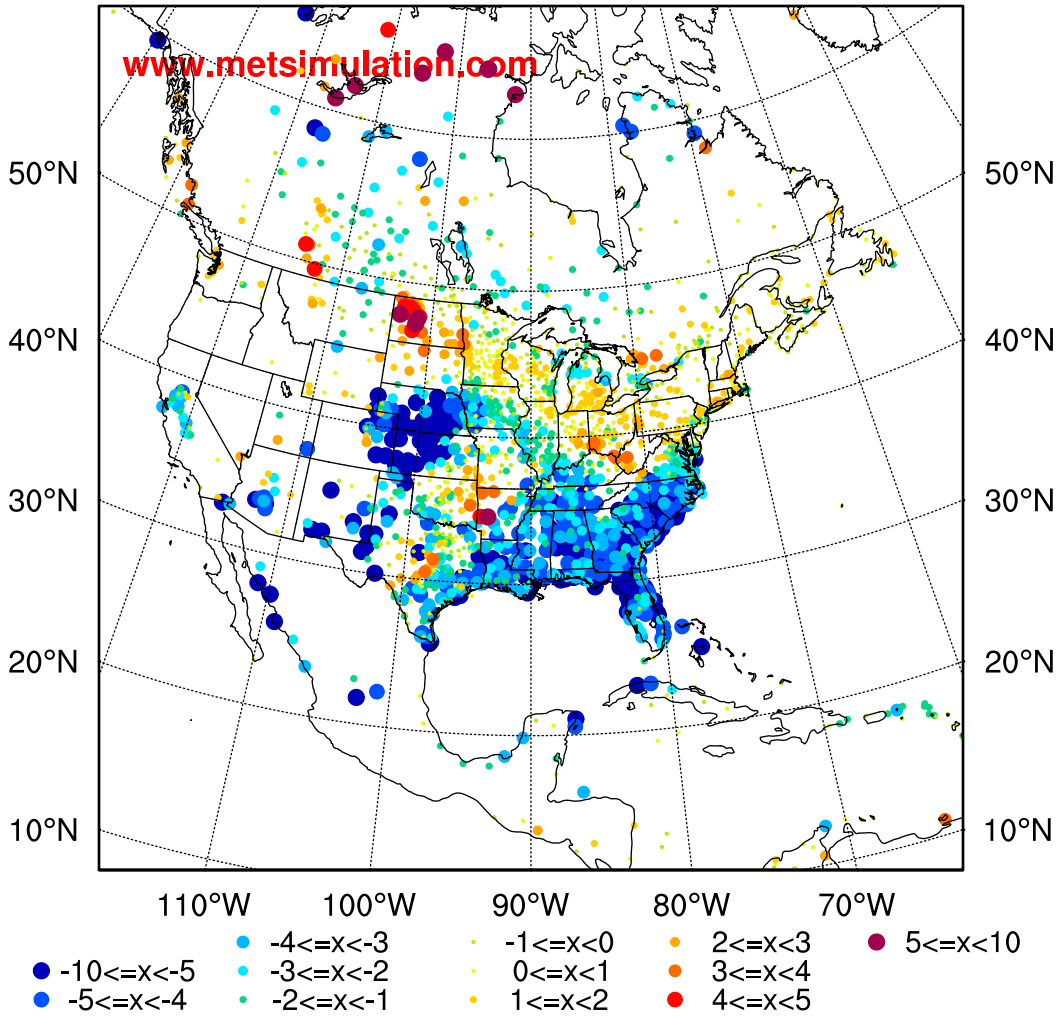 www.metsimulation.com
50°N 50°N
40°N 40°N
30°N 30°N
20°N 20°N
10°N 10°N
110°W 100°W 90°W 80°W 70°W
-4<=x<-3 -1<=x<0 2<=x<3 5<=x<10
-10<=x<-5 -3<=x<-2 0<=x<1 3<=x<4
-5<=x<-4 -2<=x<-1 1<=x<2 4<=x<5